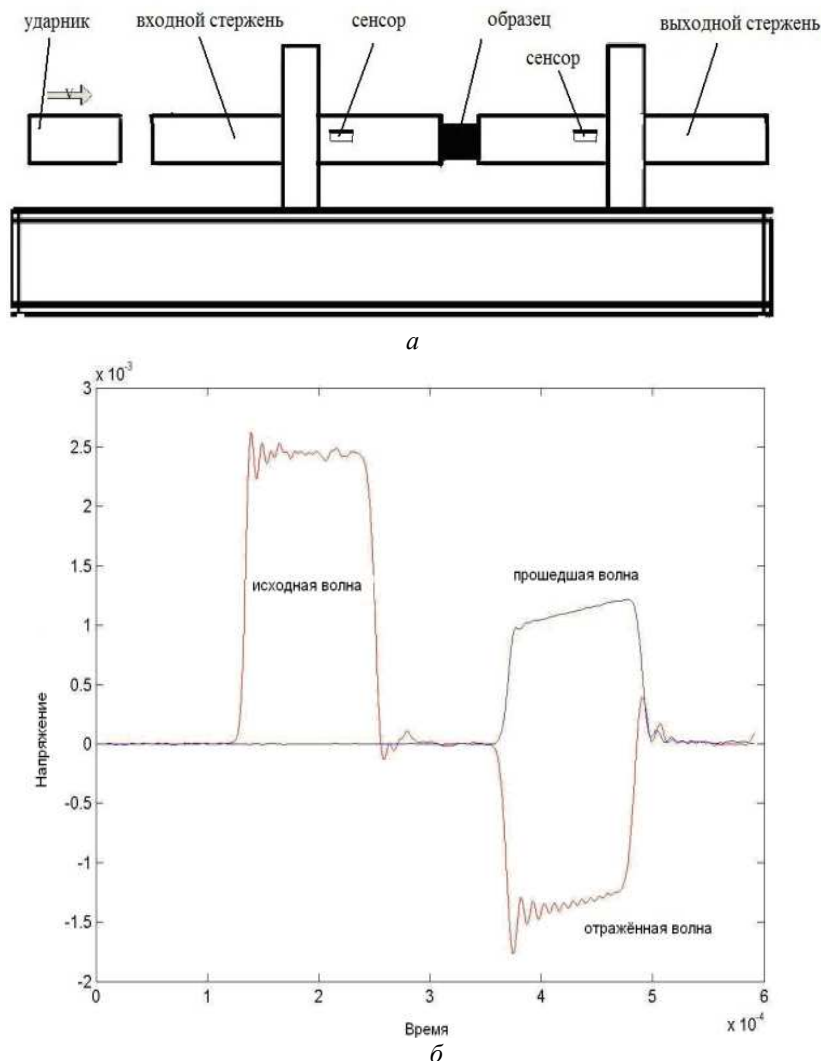 ударник
входной стержень
сенсор
образец
выходной стержень
сенсор
V
а
x 10-3
3
2.5
2
1.5
1
0.5
0
-0.5
-1
-1.5
-2
Напряжение
исходная волна
прошедшая волна
отражённая волна
0
1
2
3
4
5
6
x 10-4
Время
б